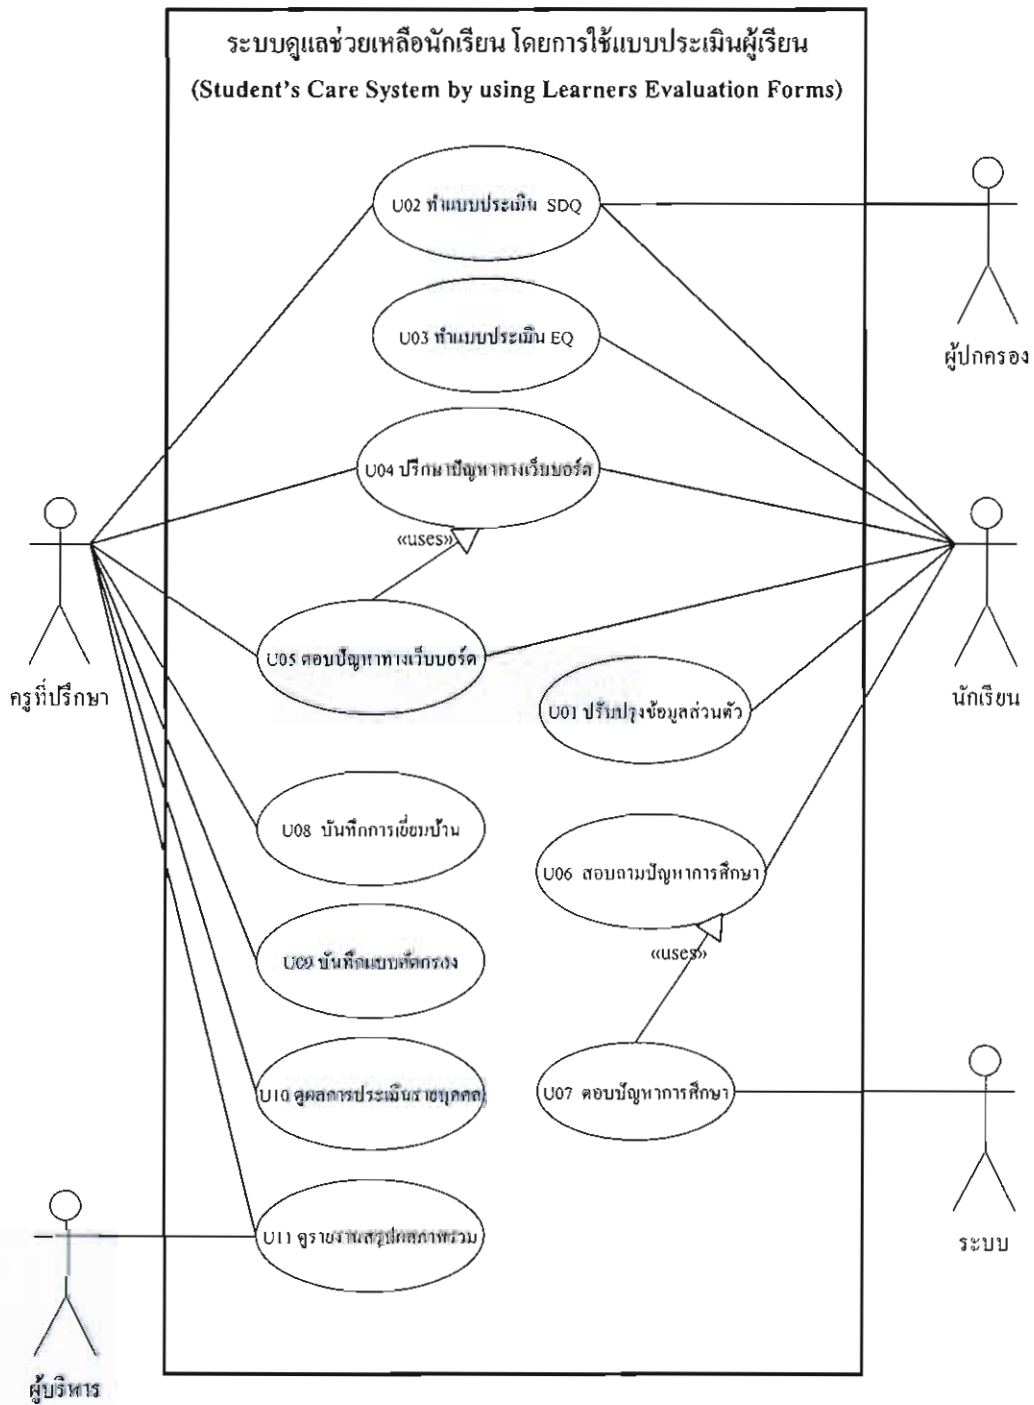 ระบบดูแลช่วยเหลือนักเรียน โดยการใช้แบบประเมินผู้เรียน
(Student's Care System by using Learners Evaluation Forms)
U02 ทำแบบประเมิน SDQ
U03 ทำแบบประเมิน EQ
ผู้ปกครอง
U04 ปรึกษาปัญหาทางเว็บบอร์ด
«uses»
U05 ตอบปัญหาทางเว็บบอร์ด
ครูที่ปรึกษา
นักเรียน
U01 ปรับปรุงข้อมูลส่วนตัว
U08 บันทึกการเยี่ยมบ้าน
U06 สอบถามปัญหาการศึกษา
«uses»
U09 บันทึกแบบคัดกรอง
U10 ดูผลการประเมินรายบุคคล
U07 ตอบปัญหาการศึกษา
U11 ดูรายงานสรุปผลภาพรวม
ระบบ
ผู้บริหาร